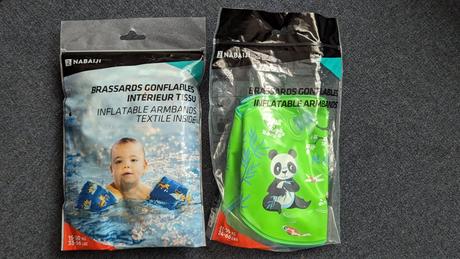 NABAIJI
BRASSARDS GONFLABLES
INTÉRIEUR TISSU
INFLATABLE ARMBANDS
TEXTILE INSIDE
NABAIJI
BRASSARDS GONFLABLES
INFLATABLE ARMBANDS